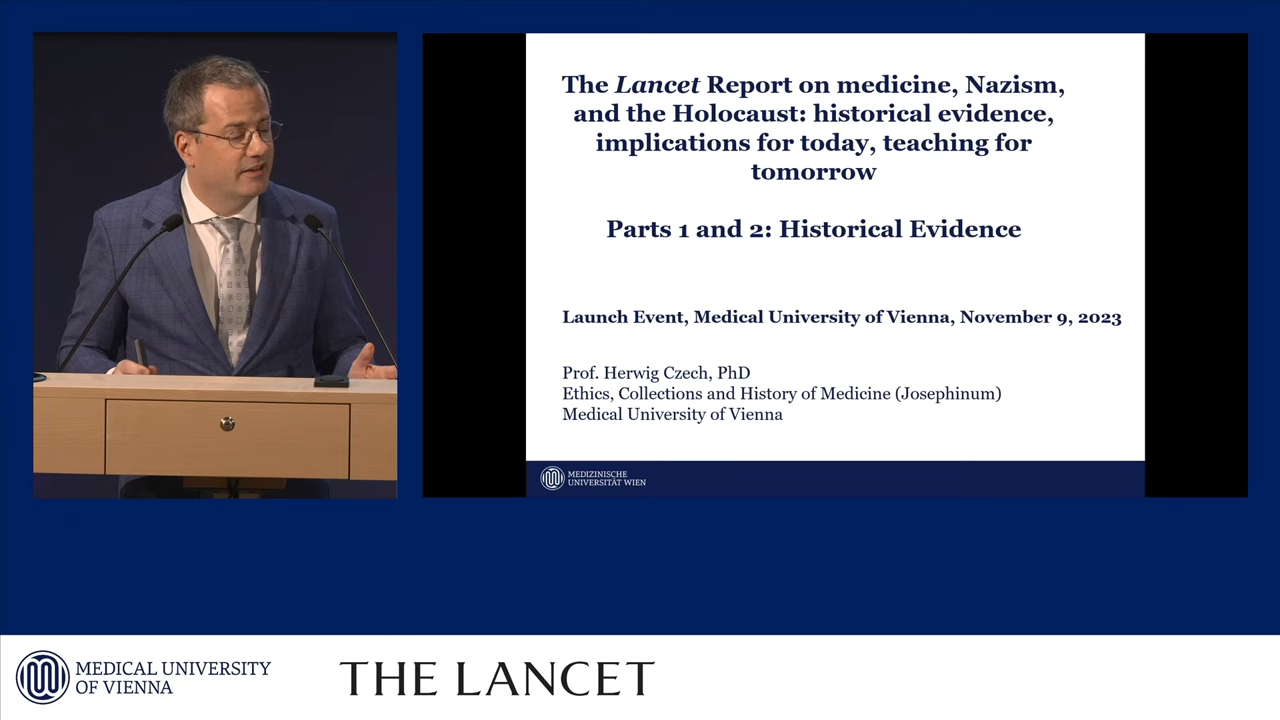 The Lancet Report on medicine, Nazism,
and the Holocaust: historical evidence,
implications for today, teaching for
tomorrow
Parts 1 and 2: Historical Evidence
Launch Event, Medical University of Vienna, November 9, 2023
Prof. Herwig Czech, PhD
Ethics, Collections and History of Medicine (Josephinum)
Medical University of Vienna
MEDIZINISCHE
UNIVERSITÄT WIEN
MEDICAL UNIVERSITY
OF VIENNA
THE LANCET